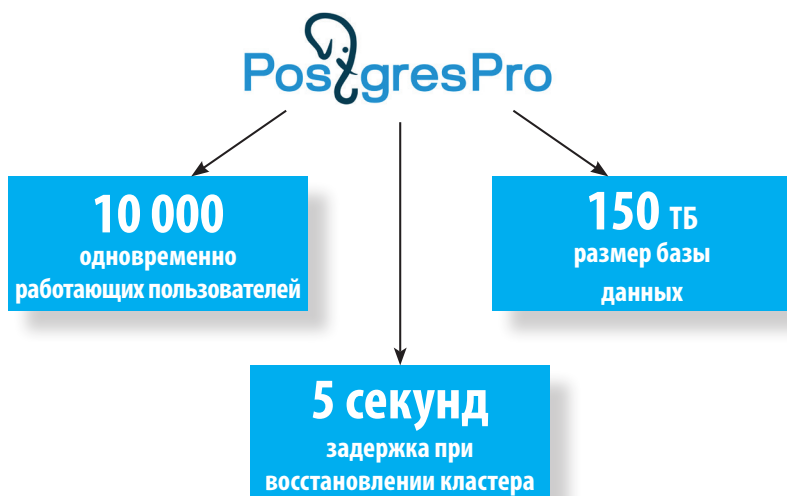 PostgresPro
10 000
одновременно
работающих пользователей
150 ТБ
размер базы
данных
5 секунд
задержка при
восстановлении кластера